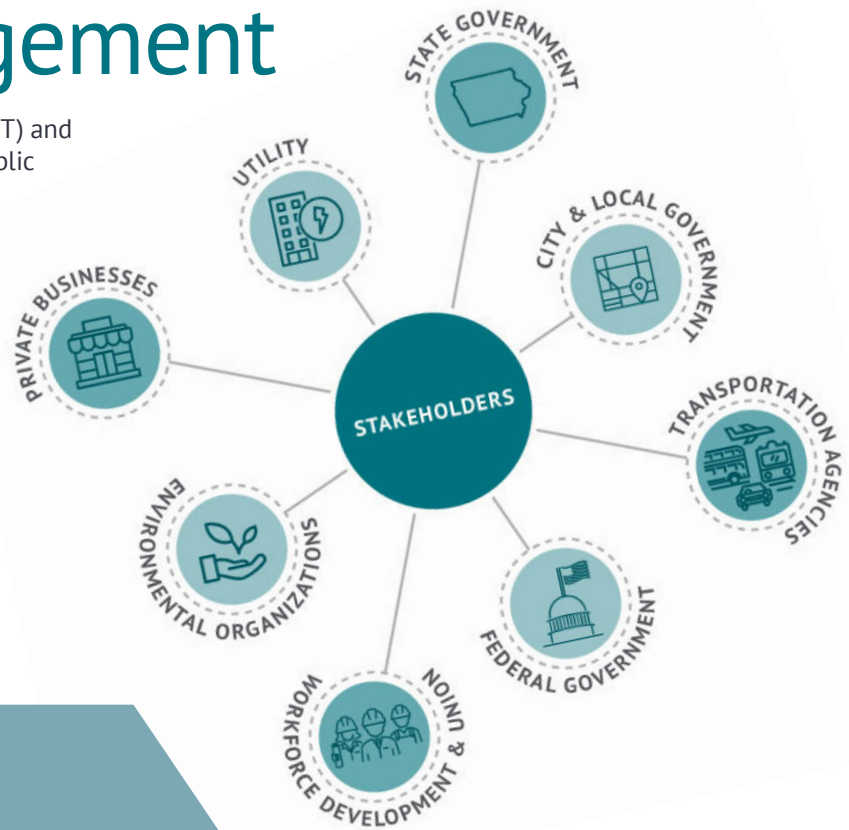 gement
T) and
blic
STATE GOVERNMENT
UTILITY
CITY & LOCAL GOVERNMENT
PRIVATE BUSINESSES
STAKEHOLDERS
TRANSPORTATION AGENCIES
ENVIRONMENTAL ORGANIZATIONS
FEDERAL GOVERNMENT
WORKFORCE DEVELOPMENT & UNION